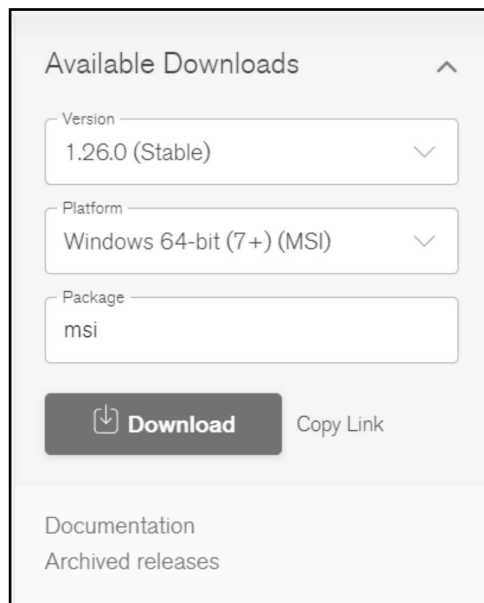 Available Downloads
Version
1.26.0 (Stable)
Platform
Windows 64-bit (7+) (MSI)
Package
msi
Download
Copy Link
Documentation
Archived releases